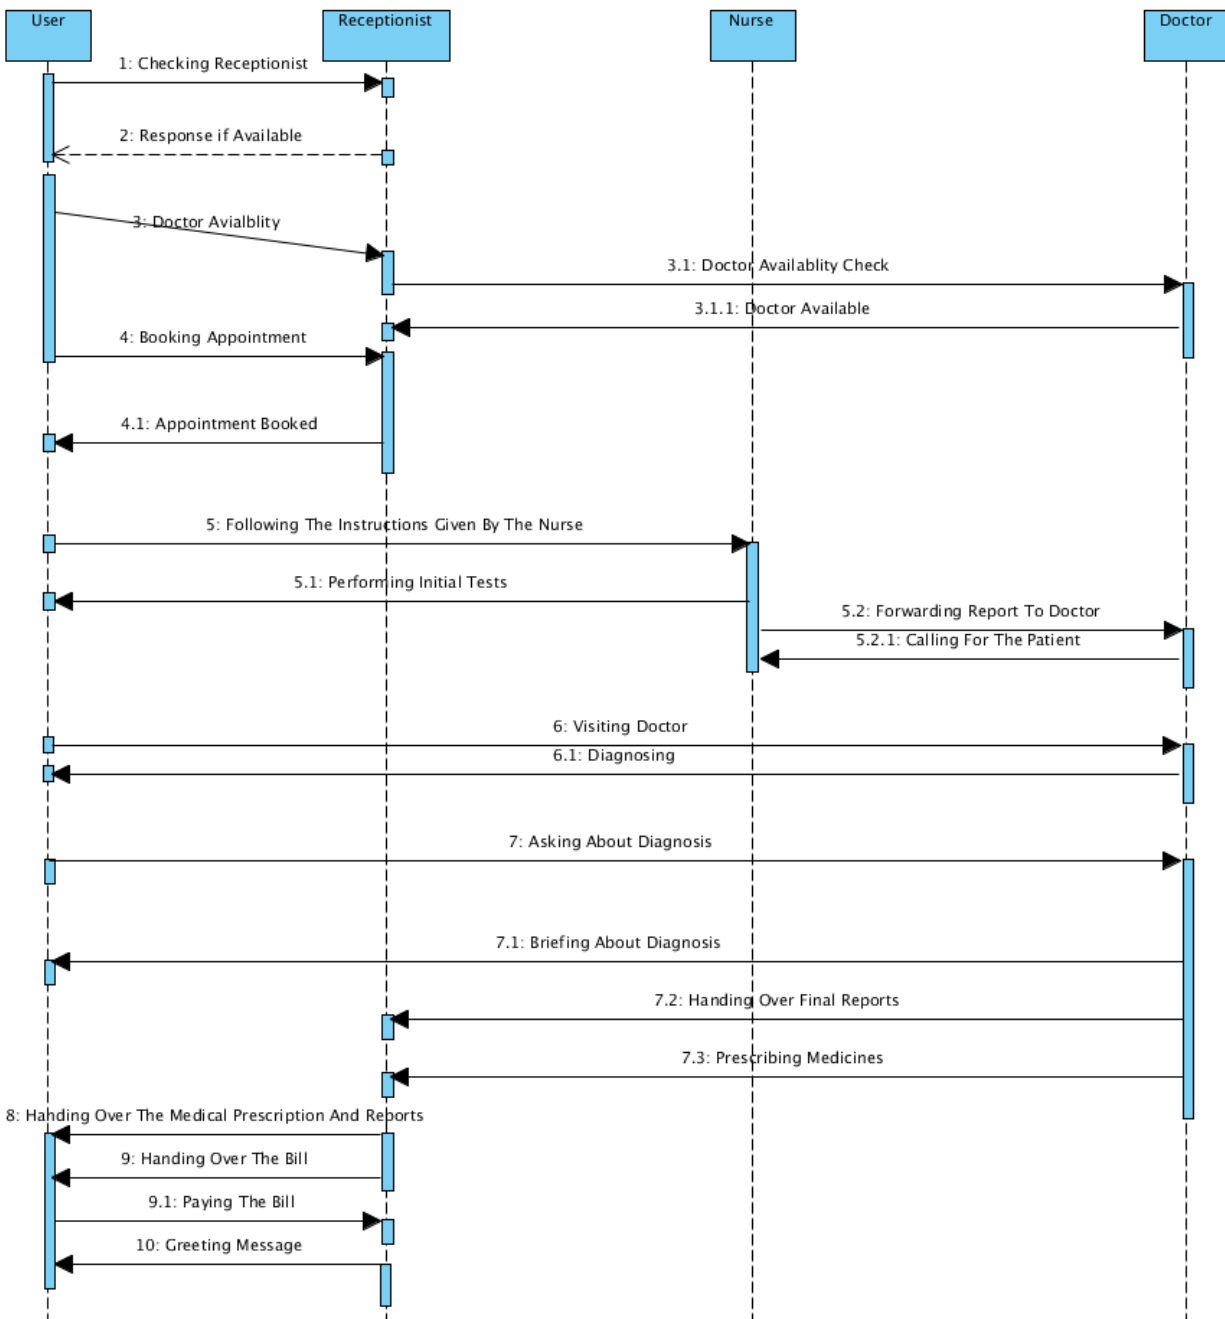 User
Receptionist
Nurse
Doctor
1: Checking Receptionist
2: Response if Available
3: Doctor Avialblity
3.1: Doctor Availablity Check
3.1.1: Doctor Available
4: Booking Appointment
4.1: Appointment Booked
5: Following The Instructions Given By The Nurse
5.1: Performing Initial Tests
5.2: Forwarding Report To Doctor
5.2.1: Calling For The Patient
6: Visiting Doctor
6.1: Diagnosing
7: Asking About Diagnosis
7.1: Briefing About Diagnosis
7.2: Handing Over Final Reports
7.3: Prescribing Medicines
8: Handing Over The Medical Prescription And Reports
9: Handing Over The Bill
9.1: Paying The Bill
10: Greeting Message